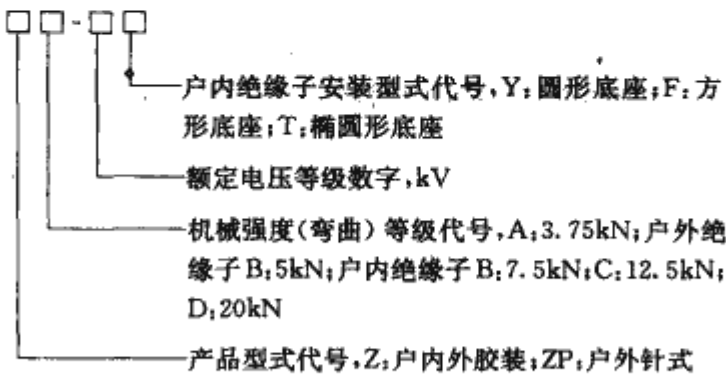 □□-□□
户内绝缘子安装型式代号,Y:圆形底座;F:方
形底座;T:椭圆形底座
额定电压等级数字,kV
机械强度(弯曲)等级代号,A:3.75kN;户外绝
缘子B:5kN;户内绝缘子B:7.5kN;C:12.5kN;
D:20kN
产品型式代号,Z:户内外胶装;ZP:户外针式